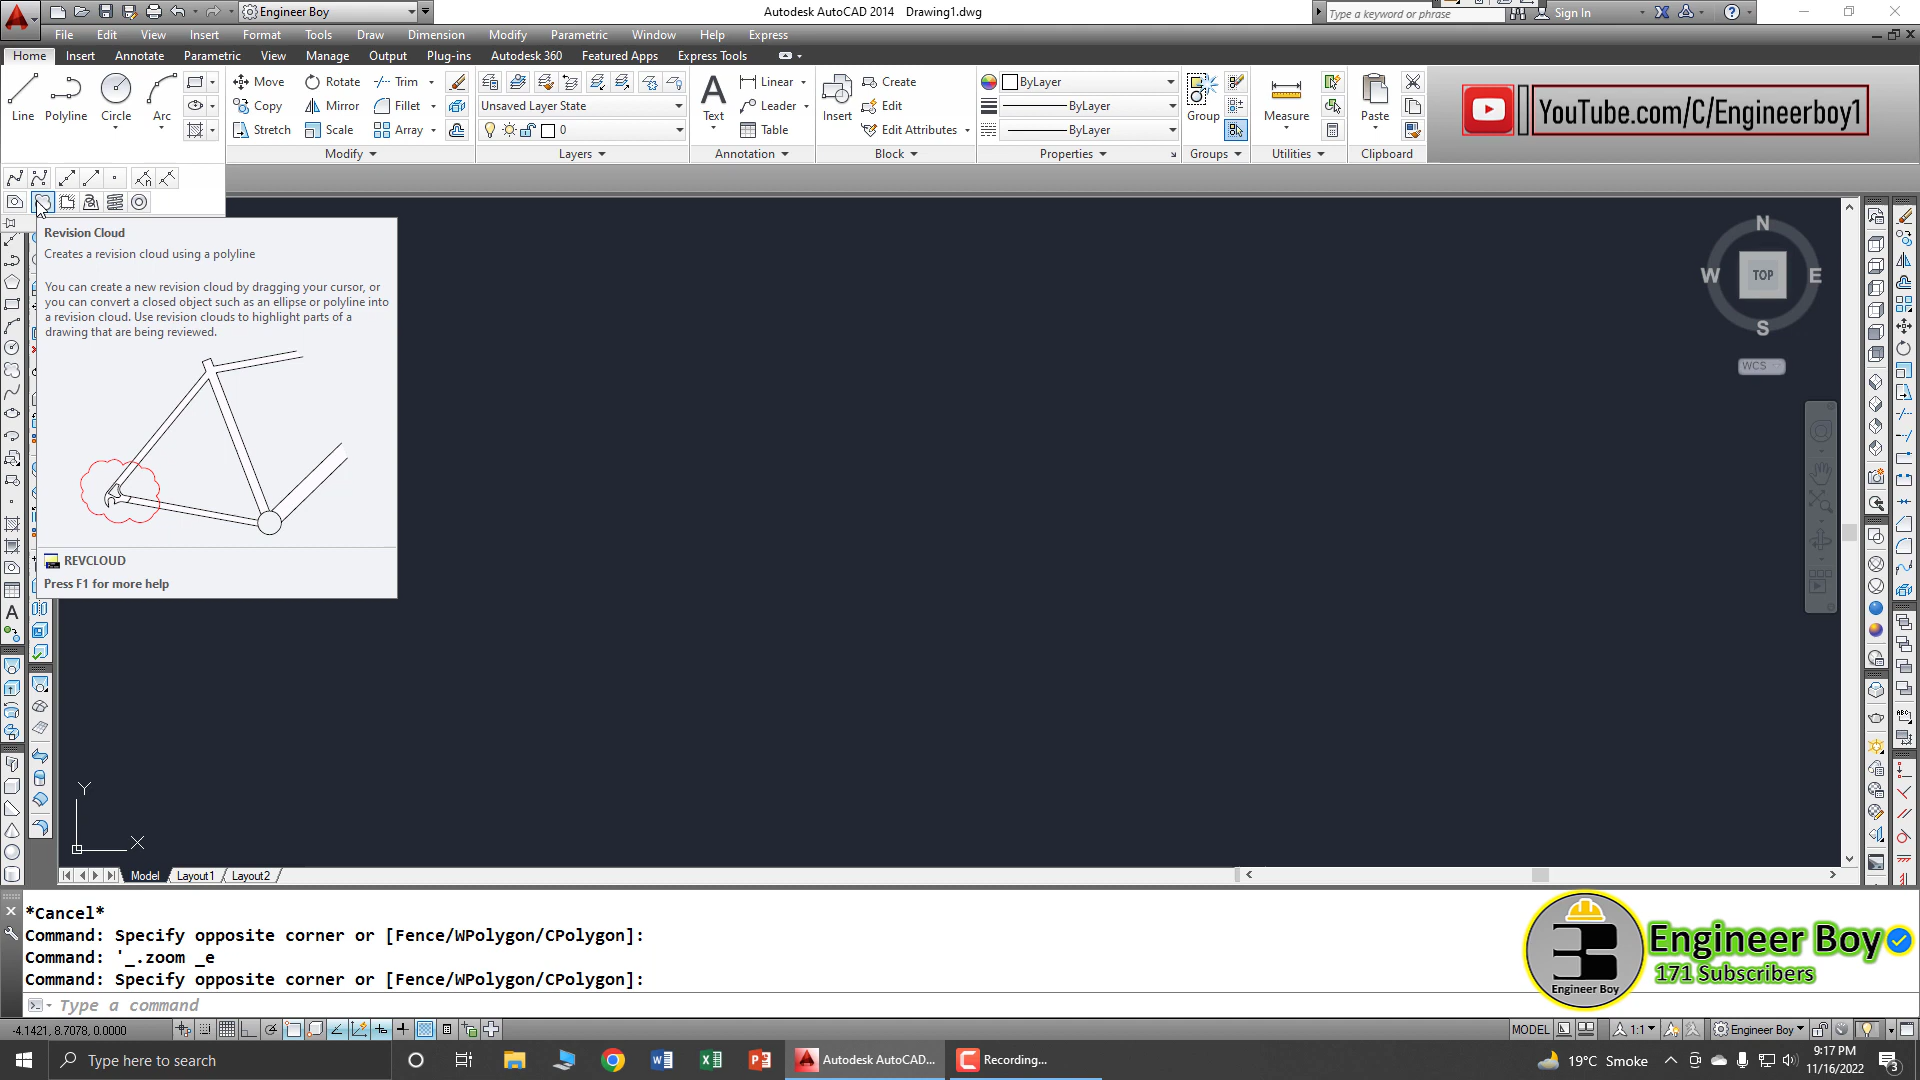 Engineer Boy
Autodesk AutoCAD 2014 Drawing1.dwg
Type a keyword or phrase
Sign In
File Edit View Insert Format Tools Draw Dimension Modify Parametric Window Help Express
Home Insert Annotate Parametric View Manage Output Plug-ins Autodesk 360 Featured Apps Express Tools
Line Polyline Circle Arc
Move Rotate Trim
Copy Mirror Fillet
Stretch Scale Array
Modify
Unsaved Layer State
0
Layers
Text
Linear
Leader
Table
Annotation
Insert
Create
Edit
Edit Attributes
Block
ByLayer
ByLayer
ByLayer
Properties
Group
Groups
Measure
Utilities
Paste
Clipboard
YouTube.com/C/Engineerboy1
Revision Cloud
Creates a revision cloud using a polyline
You can create a new revision cloud by dragging your cursor, or
you can convert a closed object such as an ellipse or polyline into
a revision cloud. Use revision clouds to highlight parts of a
drawing that are being reviewed.
REVCLOUD
Press F1 for more help
N
W TOP E
S
WCS
Y
X
Model Layout1 Layout2
*Cancel*
Command: Specify opposite corner or [Fence/WPolygon/CPolygon]:
Command: '_.zoom _e
Command: Specify opposite corner or [Fence/WPolygon/CPolygon]:
Type a command
Engineer Boy
Engineer Boy
171 Subscribers
-4.1421, 8.7078, 0.0000
MODEL
1:1
Engineer Boy
Type here to search
Autodesk AutoCAD...
Recording...
19°C Smoke
9:17 PM
11/16/2022
3